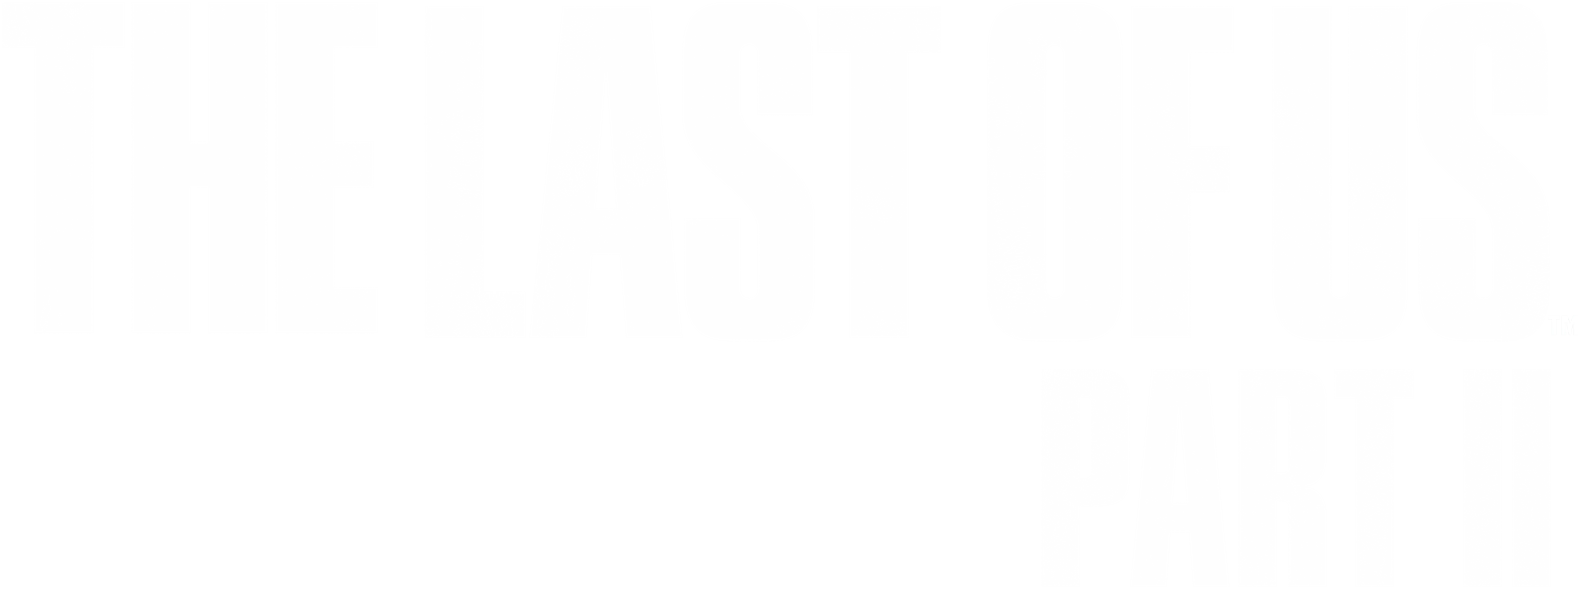 THE LAST OF US
PART II